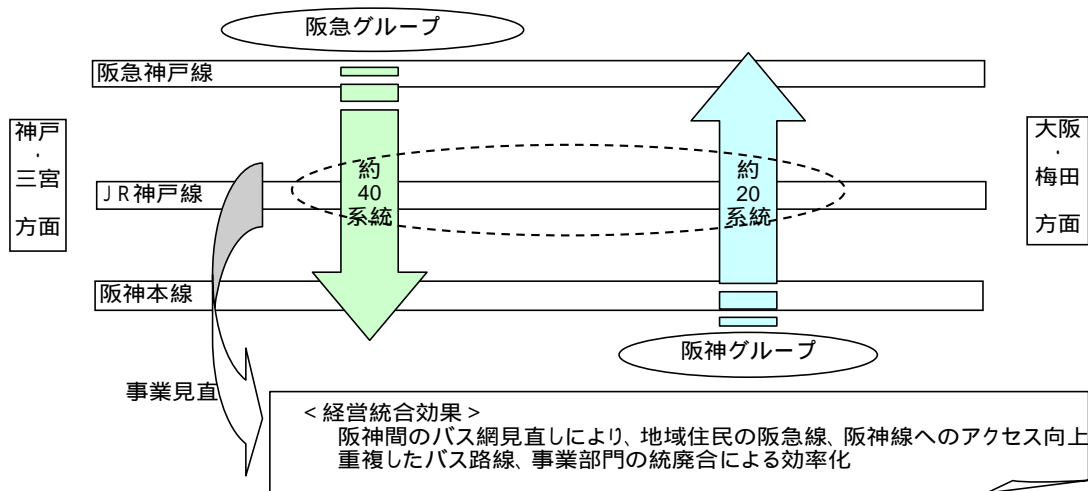 阪急グループ
阪急神戸線
神戸
・
三宮
方面
大阪
・
梅田
方面
約
40
系統
約
20
系統
JR神戸線
阪神本線
阪神グループ
事業見直
<経営統合効果>
阪神間のバス網見直しにより、地域住民の阪急線、阪神線へのアクセス向上
重複したバス路線、事業部門の統廃合による効率化